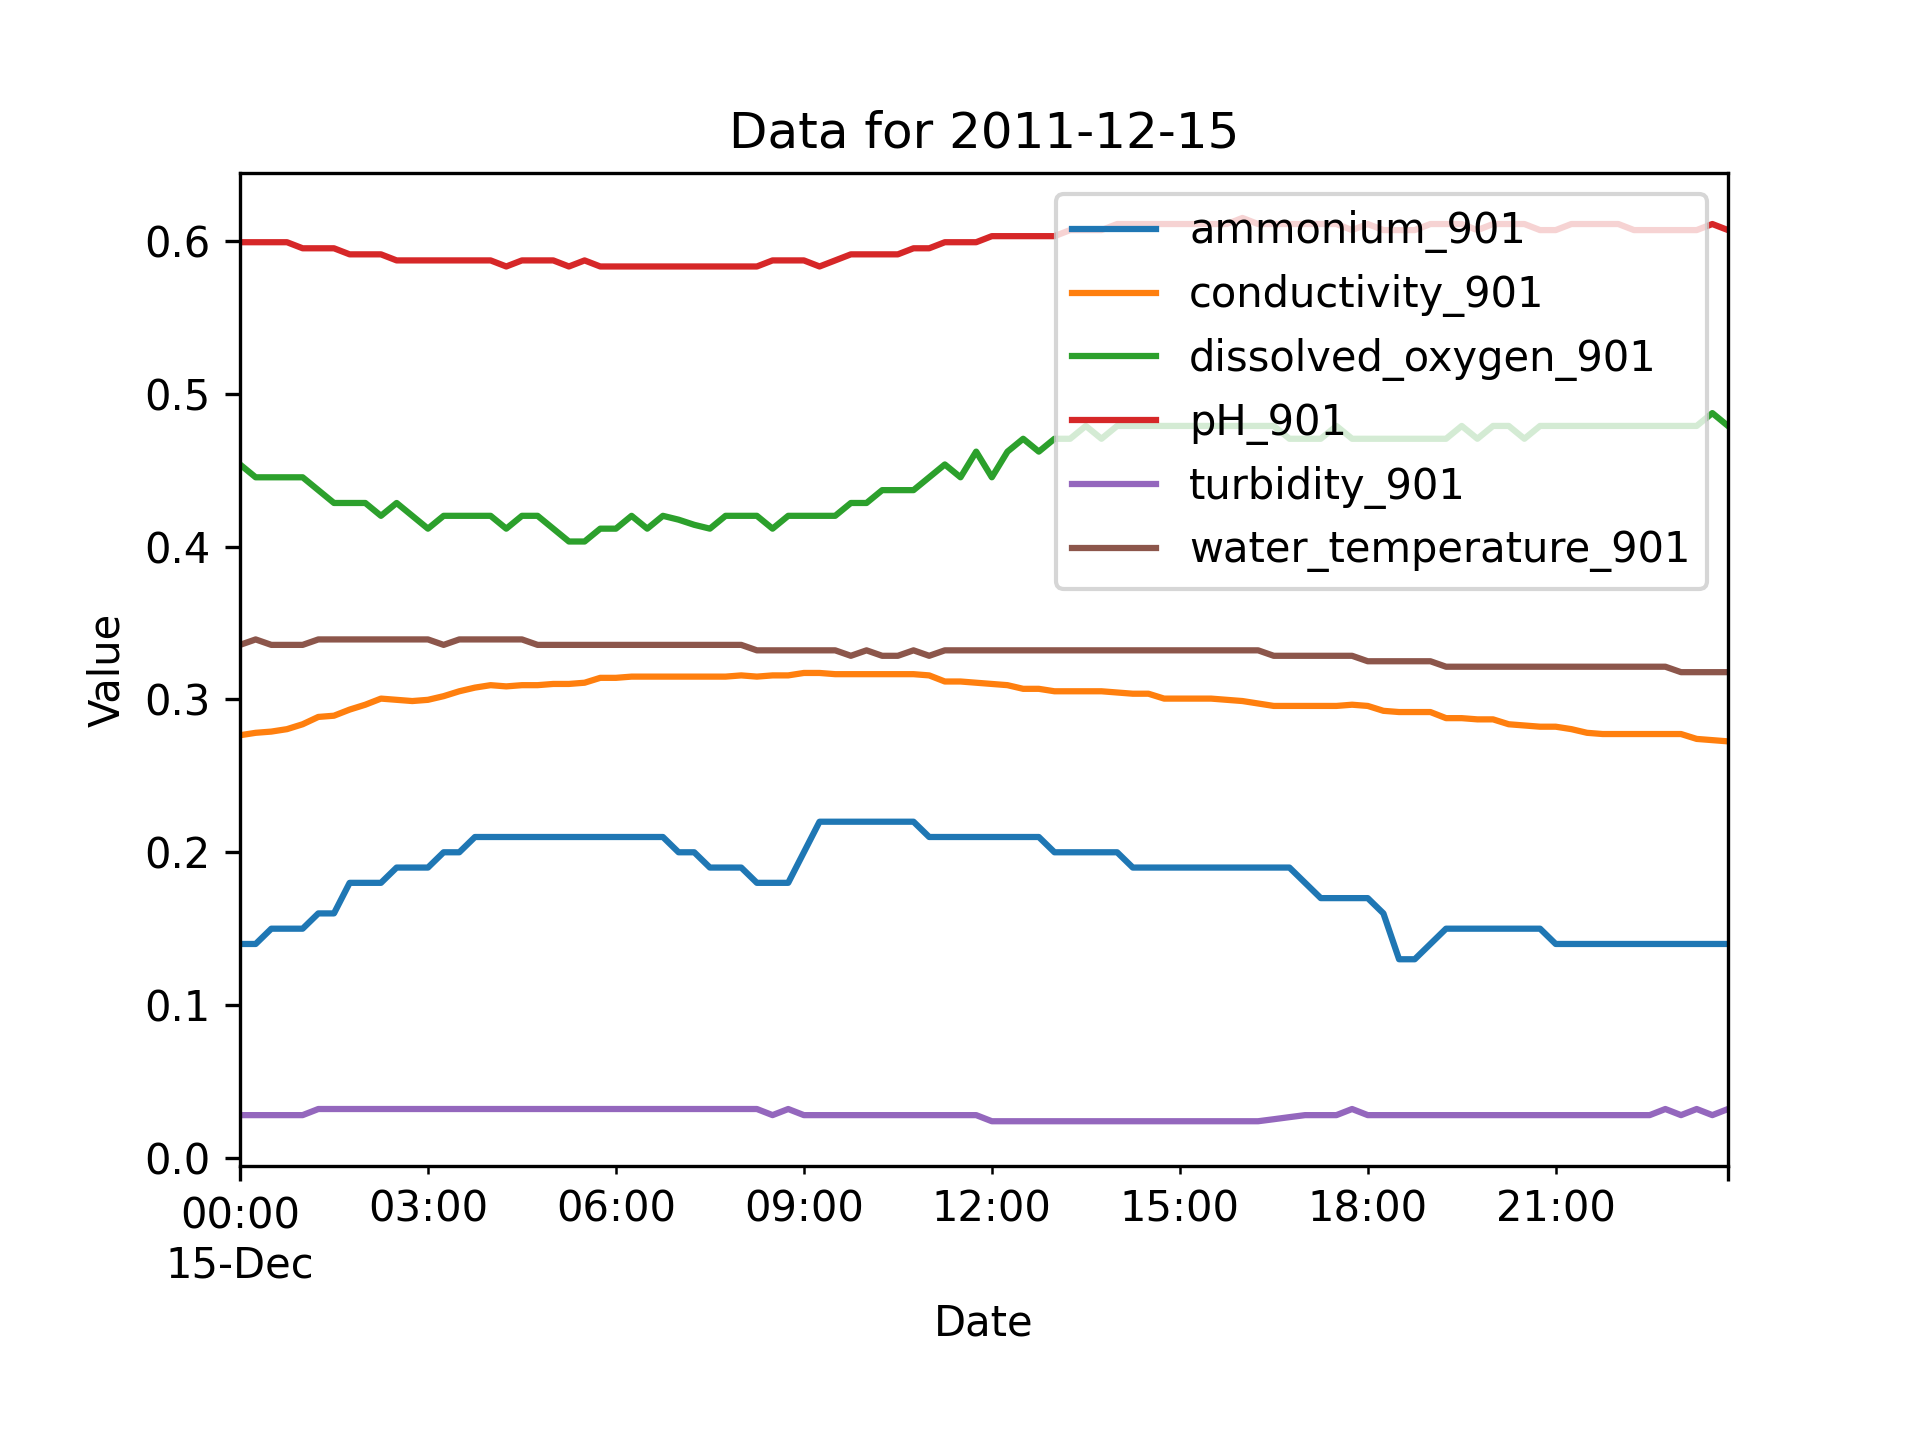 Data for 2011-12-15
ammonium_901
conductivity_901
dissolved_oxygen_901
pH_901
turbidity_901
water_temperature_901
Value
0.6
0.5
0.4
0.3
0.2
0.1
0.0
00:00 03:00 06:00 09:00 12:00 15:00 18:00 21:00
15-Dec
Date